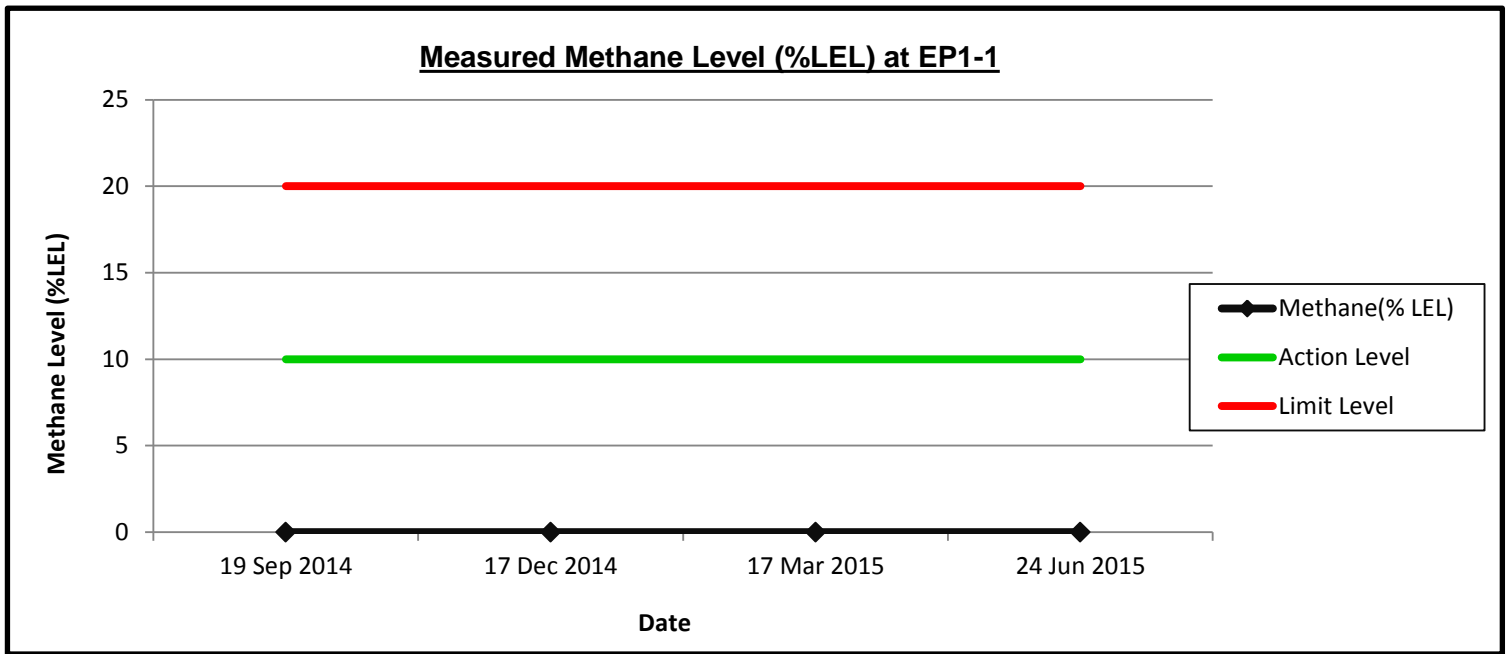 Measured Methane Level (%LEL) at EP1-1
25
20
15
10
5
0
Methane Level (%LEL)
19 Sep 2014
17 Dec 2014
17 Mar 2015
24 Jun 2015
Date
Methane(% LEL)
Action Level
Limit Level